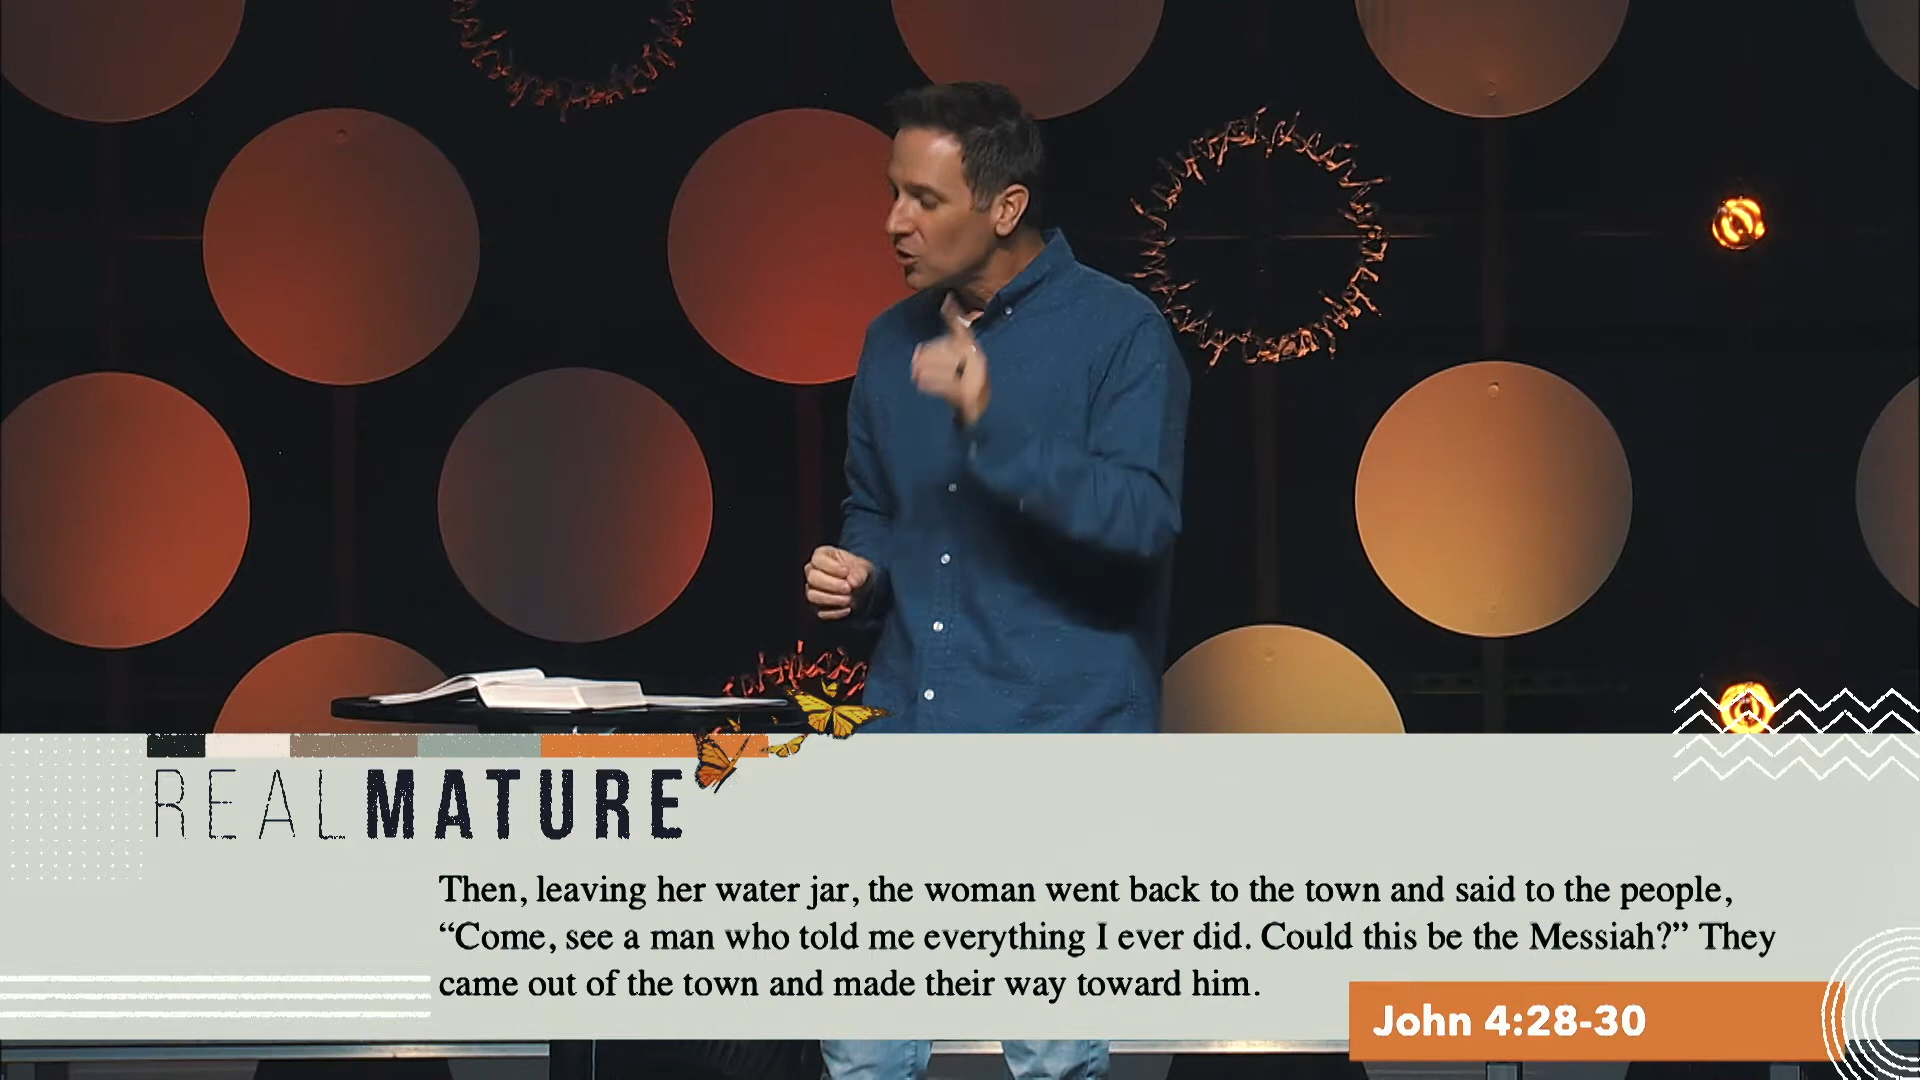 REALMATURE
Then, leaving her water jar, the woman went back to the town and said to the people,
“Come, see a man who told me everything I ever did. Could this be the Messiah?” They
came out of the town and made their way toward him.
John 4:28-30